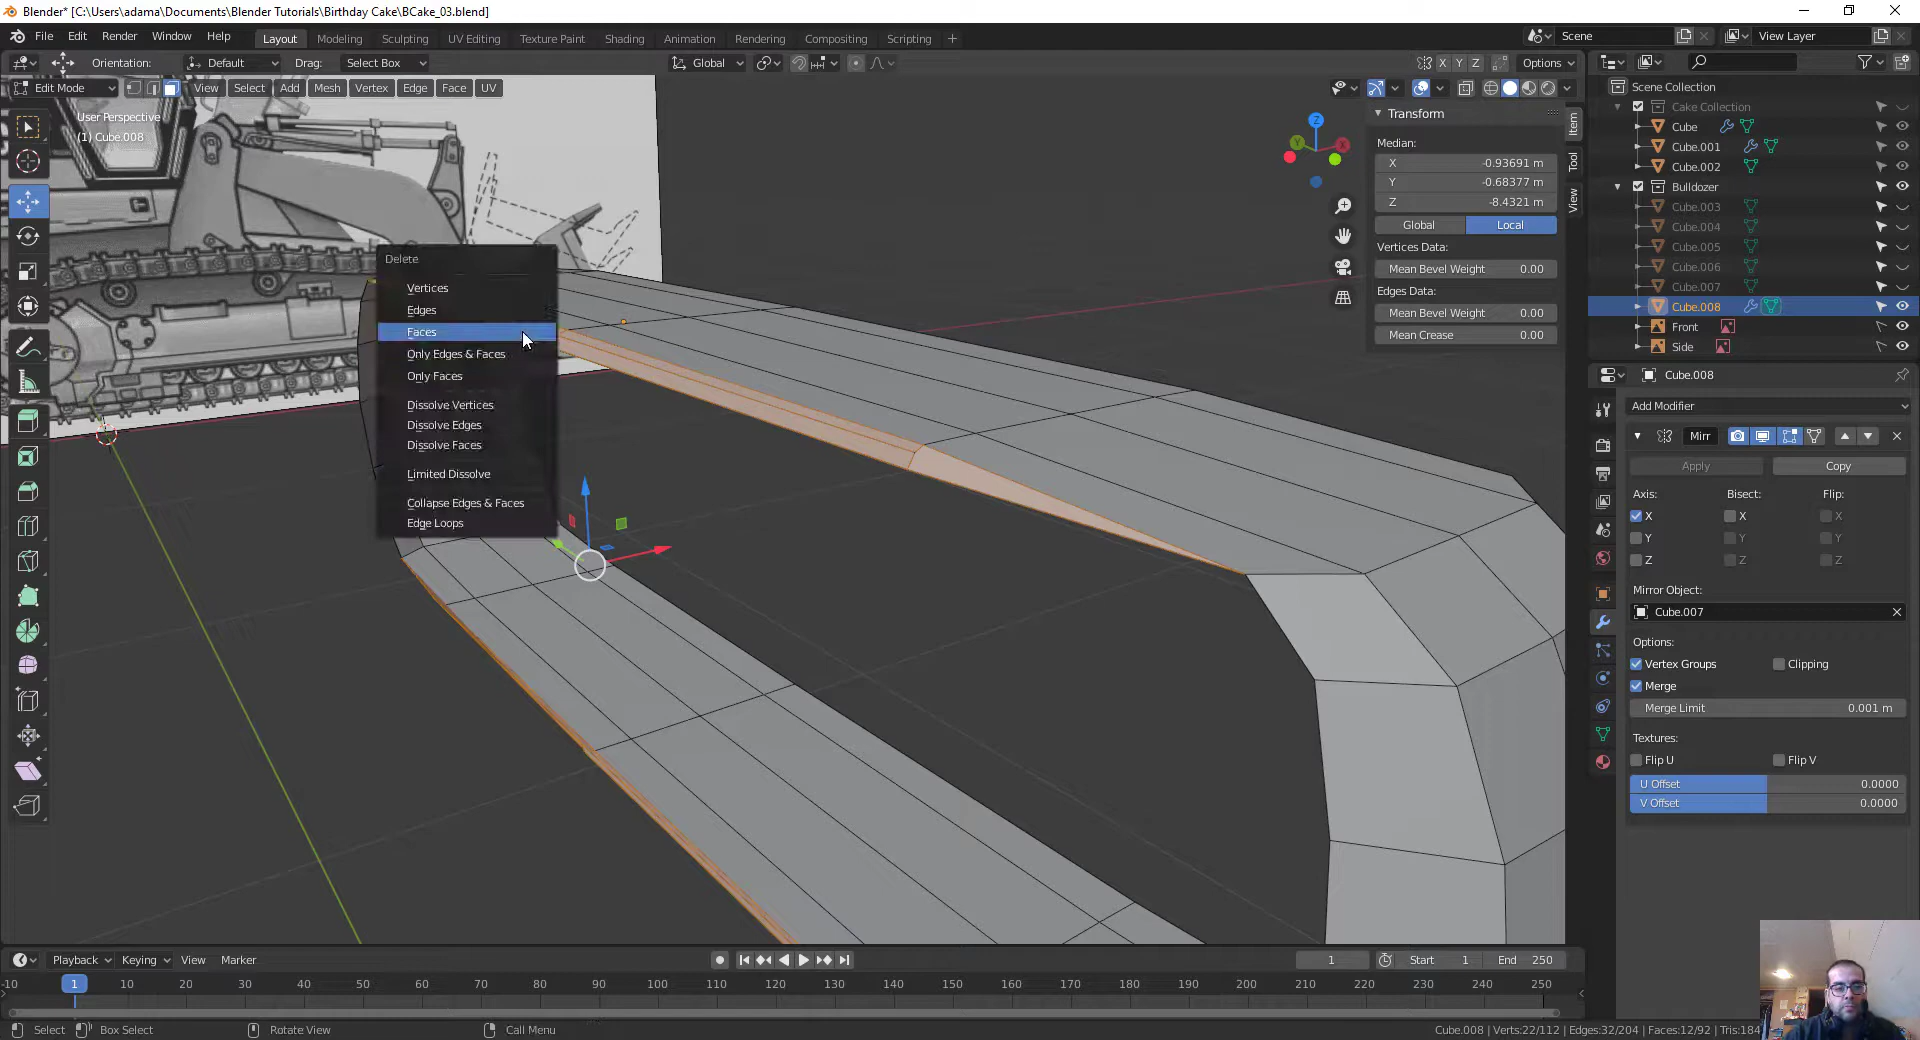 Blender* [C:\Users\adama\Documents\Blender Tutorials\Birthday Cake\BCake_03.blend]
File Edit Render Window Help Layout Modeling Sculpting UV Editing Texture Paint Shading Animation Rendering Compositing Scripting + Scene View Layer
Orientation: Default Drag: Select Box Global X Y Z Options
Edit Mode View Select Add Mesh Vertex Edge Face UV
User Perspective
(1) Cube.008
Delete
Vertices
Edges
Faces
Only Edges & Faces
Only Faces
Dissolve Vertices
Dissolve Edges
Dissolve Faces
Limited Dissolve
Collapse Edges & Faces
Edge Loops
Z
Y
X
Transform
Median:
X -0.93691 m
Y -0.68377 m
Z -8.4321 m
Global Local
Vertices Data:
Mean Bevel Weight 0.00
Edges Data:
Mean Bevel Weight 0.00
Mean Crease 0.00
Item
Tool
View
Scene Collection
Cake Collection
Cube
Cube.001
Cube.002
Bulldozer
Cube.003
Cube.004
Cube.005
Cube.006
Cube.007
Cube.008
Front
Side
Cube.008
Add Modifier
Mirr
Apply Copy
Axis: Bisect: Flip:
X X X
Y Y Y
Z Z Z
Mirror Object:
Cube.007
Options:
Vertex Groups Clipping
Merge
Merge Limit 0.001 m
Textures:
Flip U Flip V
U Offset 0.0000
V Offset 0.0000
Playback Keying View Marker 1 Start 1 End 250
-10 1 10 20 30 40 50 60 70 80 90 100 110 120 130 140 150 160 170 180 190 200 210 220 230 240 250
Select Box Select Rotate View Call Menu Cube.008 | Verts:22/112 | Edges:32/204 | Faces:12/92 | Tris:184